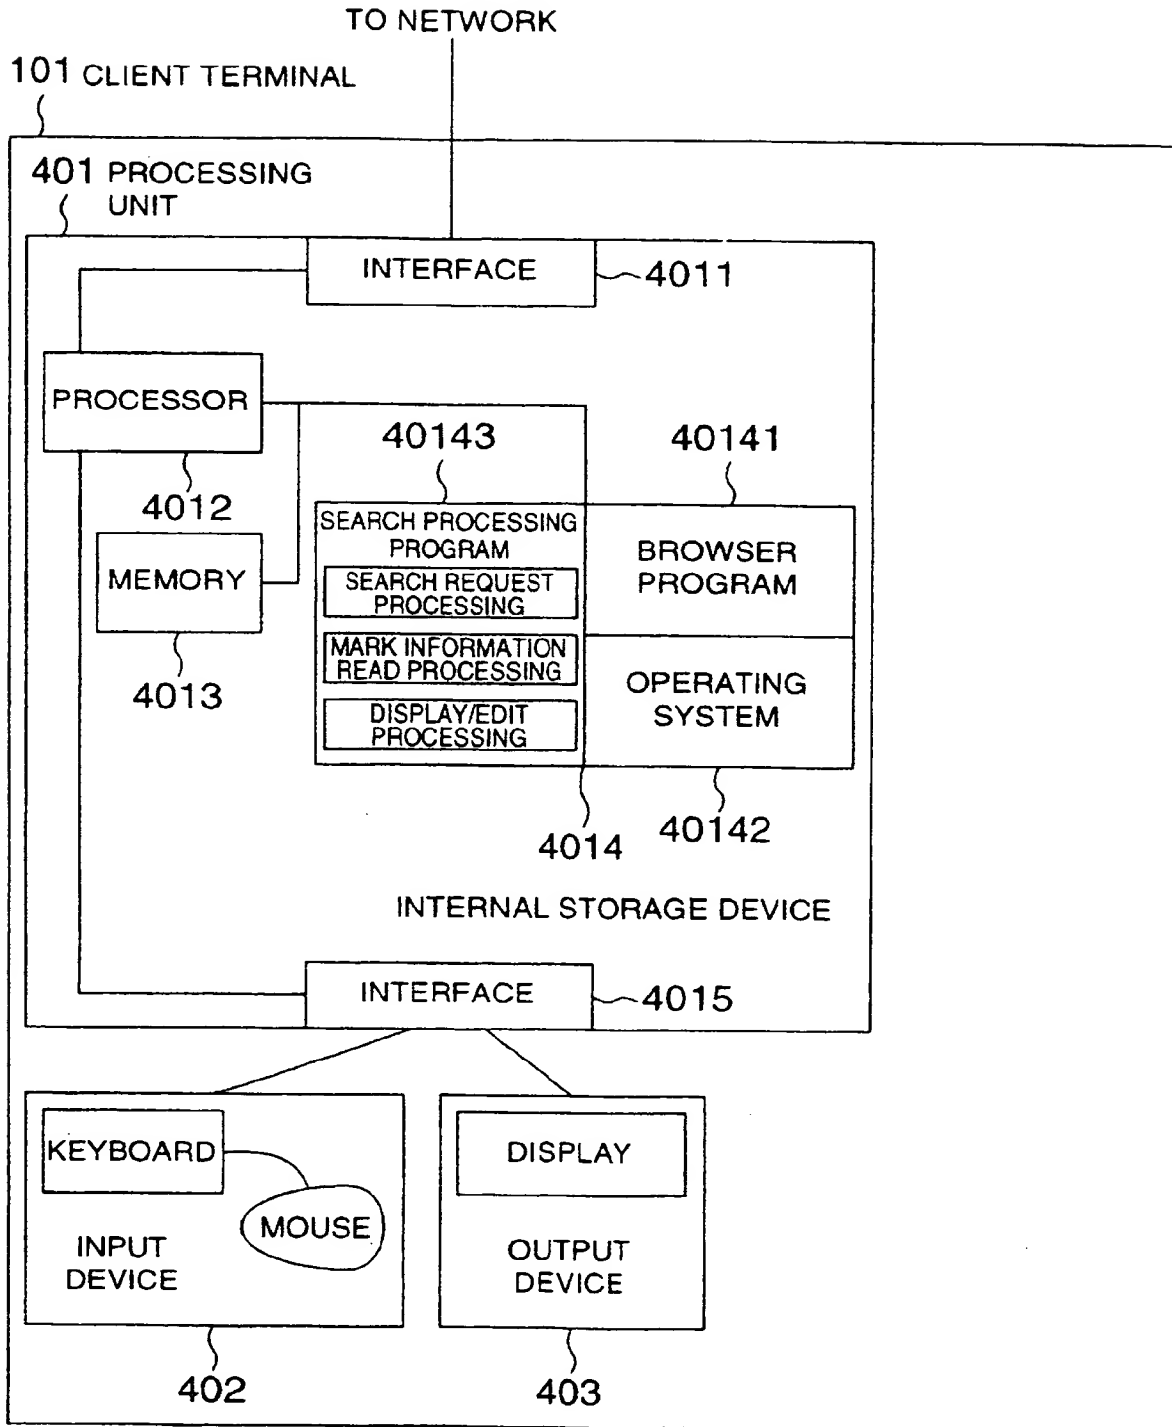 TO NETWORK
101 CLIENT TERMINAL
401 PROCESSING
UNIT
INTERFACE
4011
PROCESSOR
4012
40143
40141
SEARCH PROCESSING
PROGRAM
SEARCH REQUEST
PROCESSING
MARK INFORMATION
READ PROCESSING
DISPLAY/EDIT
PROCESSING
BROWSER
PROGRAM
OPERATING
SYSTEM
MEMORY
4013
4014
40142
INTERNAL STORAGE DEVICE
INTERFACE
4015
KEYBOARD
MOUSE
INPUT
DEVICE
402
DISPLAY
OUTPUT
DEVICE
403